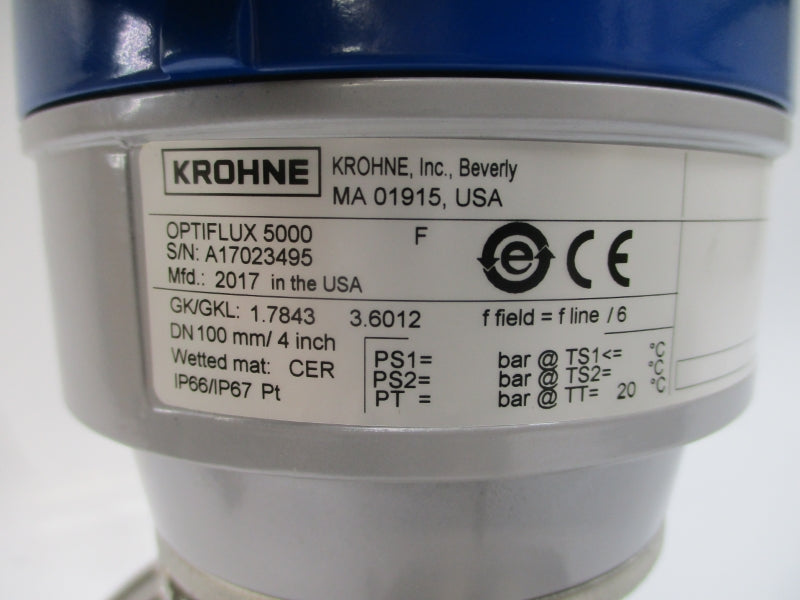 KROHNE
KROHNE, Inc., Beverly
MA 01915, USA
OPTIFLUX 5000 F
S/N: A17023495
Mfd.: 2017 in the USA
e CE
GK/GKL: 1.7843 3.6012 f field = f line / 6
DN 100 mm/ 4 inch
Wetted mat: CER
IP66/IP67 Pt
PS1= bar @ TS1<= °C
PS2= bar @ TS2= °C
PT = bar @ TT= 20 °C